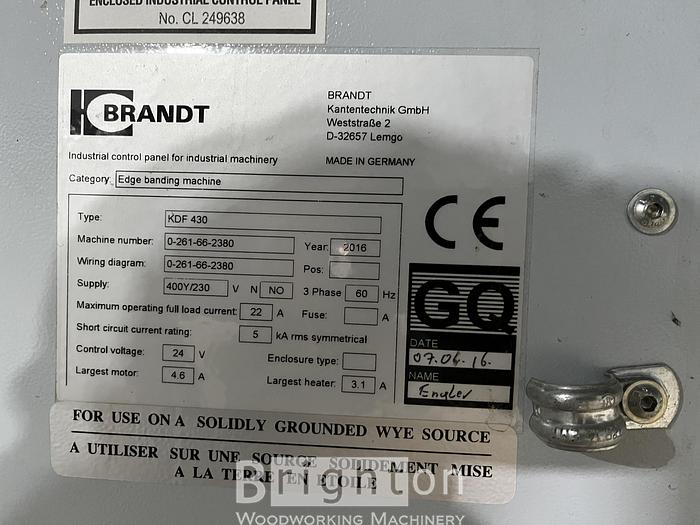 ENCLOSED INDUSTRIAL CONTROL PANEL
No. CL 249638
BRANDT
BRANDT
Kantentechnik GmbH
Weststraße 2
D-32657 Lemgo
Industrial control panel for industrial machinery
MADE IN GERMANY
Category: Edge banding machine
Type: KDF 430
Machine number: 0-261-66-2380 Year: 2016
Wiring diagram: 0-261-66-2380 Pos:
Supply: 400Y/230 V N NO 3 Phase 60 Hz
Maximum operating full load current: 22 A Fuse: A
Short circuit current rating: 5 kA rms symmetrical
Control voltage: 24 V Enclosure type:
Largest motor: 4.6 A Largest heater: 3.1 A
CE
GQ
DATE
07.04.16.
NAME
Engler
FOR USE ON A SOLIDLY GROUNDED WYE SOURCE
A UTILISER SUR UNE SOURCE SOLIDEMENT MISE
A LA TERRE EN ETOILE
Brighton
WOODWORKING MACHINERY